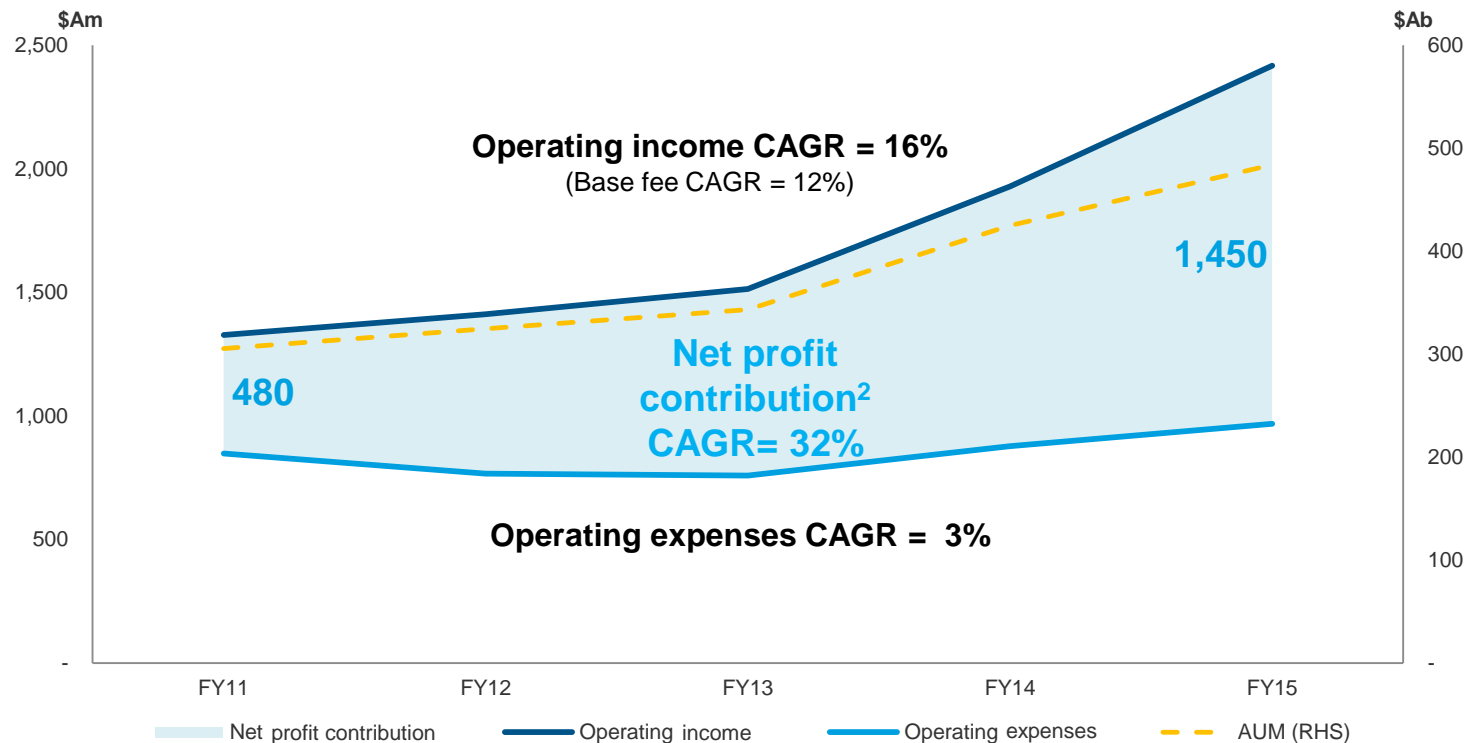 $Am
$Ab
2,500
600
Operating income CAGR = 16%
(Base fee CAGR = 12%)
2,000
500
1,450
400
1,500
Net profit
contribution²
CAGR= 32%
480
300
1,000
200
Operating expenses CAGR =  3%
500
100
-
-
FY11
FY12
FY13
FY14
FY15
Net profit contribution
Operating income
Operating expenses
AUM (RHS)